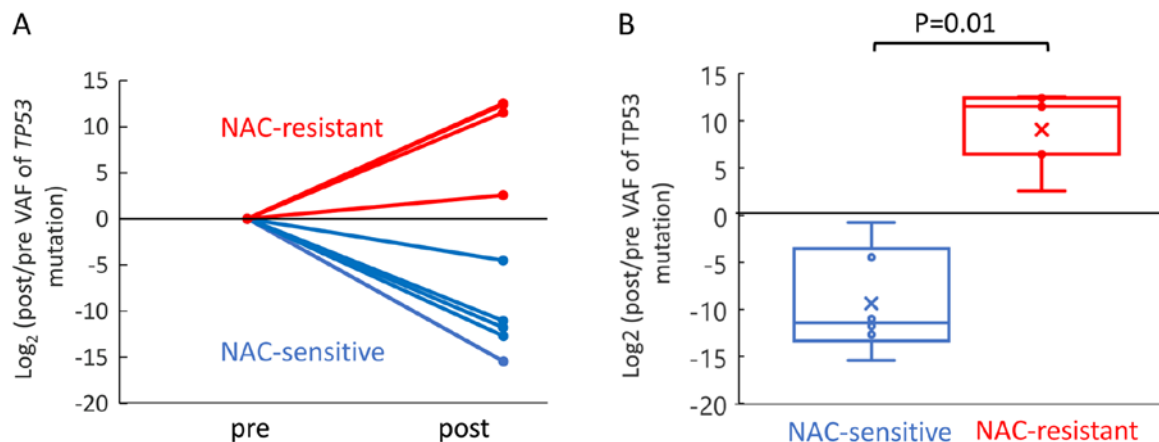 A
Log₂ (post/pre VAF of TP53
mutation)
15
10
5
0
-5
-10
-15
-20
NAC-resistant
NAC-sensitive
pre post
B
P=0.01
Log2 (post/pre VAF of TP53
mutation)
15
10
5
0
-5
-10
-15
-20
NAC-sensitive NAC-resistant